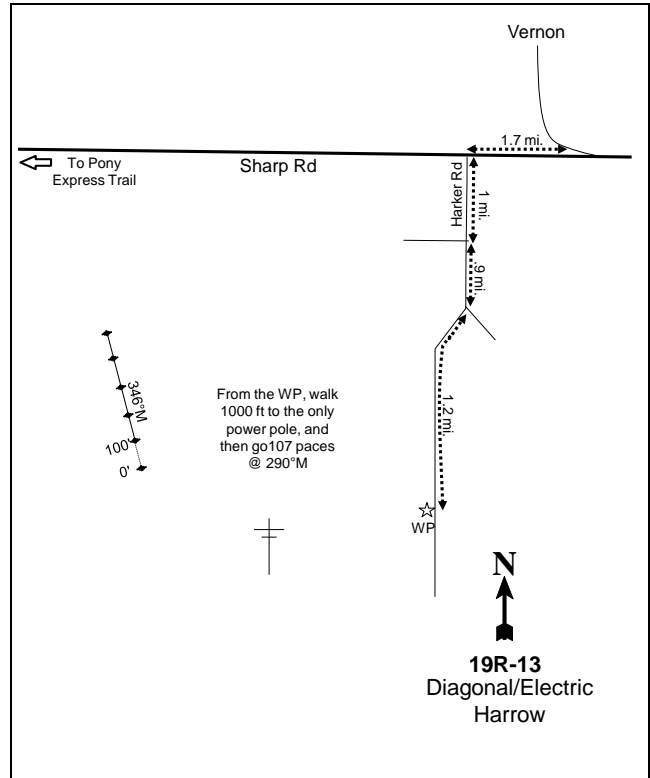 Vernon
1.7 mi.
To Pony
Express Trail
Sharp Rd
Harker Rd
1 mi.
.9 mi.
346°M
100'
0'
From the WP, walk
1000 ft to the only
power pole, and
then go107 paces
@ 290°M
1.2 mi.
WP
N
19R-13
Diagonal/Electric
Harrow